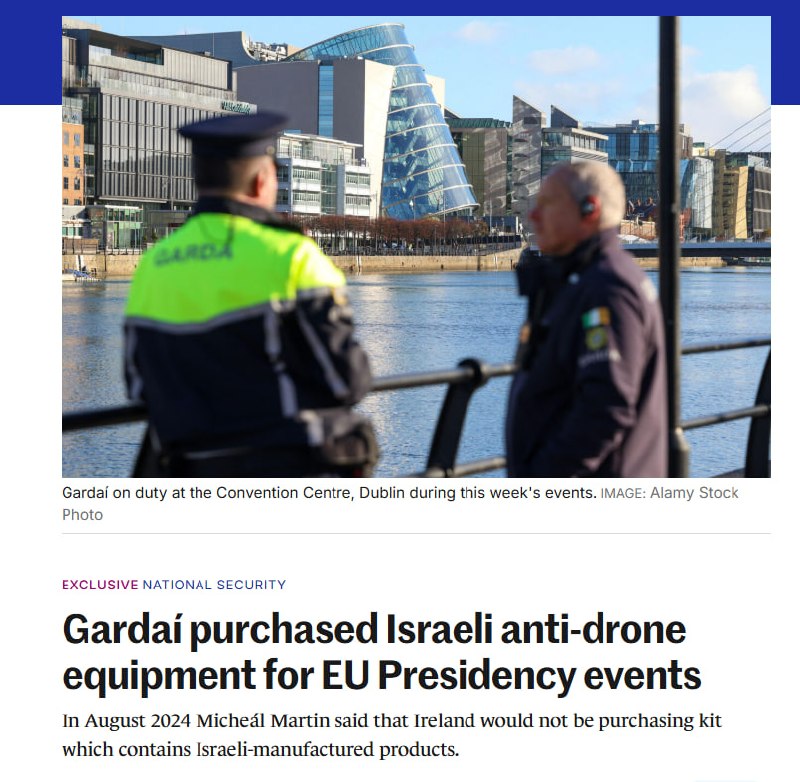 GARDA
Gardaí on duty at the Convention Centre, Dublin during this week's events. IMAGE: Alamy Stock
Photo
EXCLUSIVE NATIONAL SECURITY
Gardaí purchased Israeli anti-drone
equipment for EU Presidency events
In August 2024 Micheál Martin said that Ireland would not be purchasing kit
which contains Israeli-manufactured products.